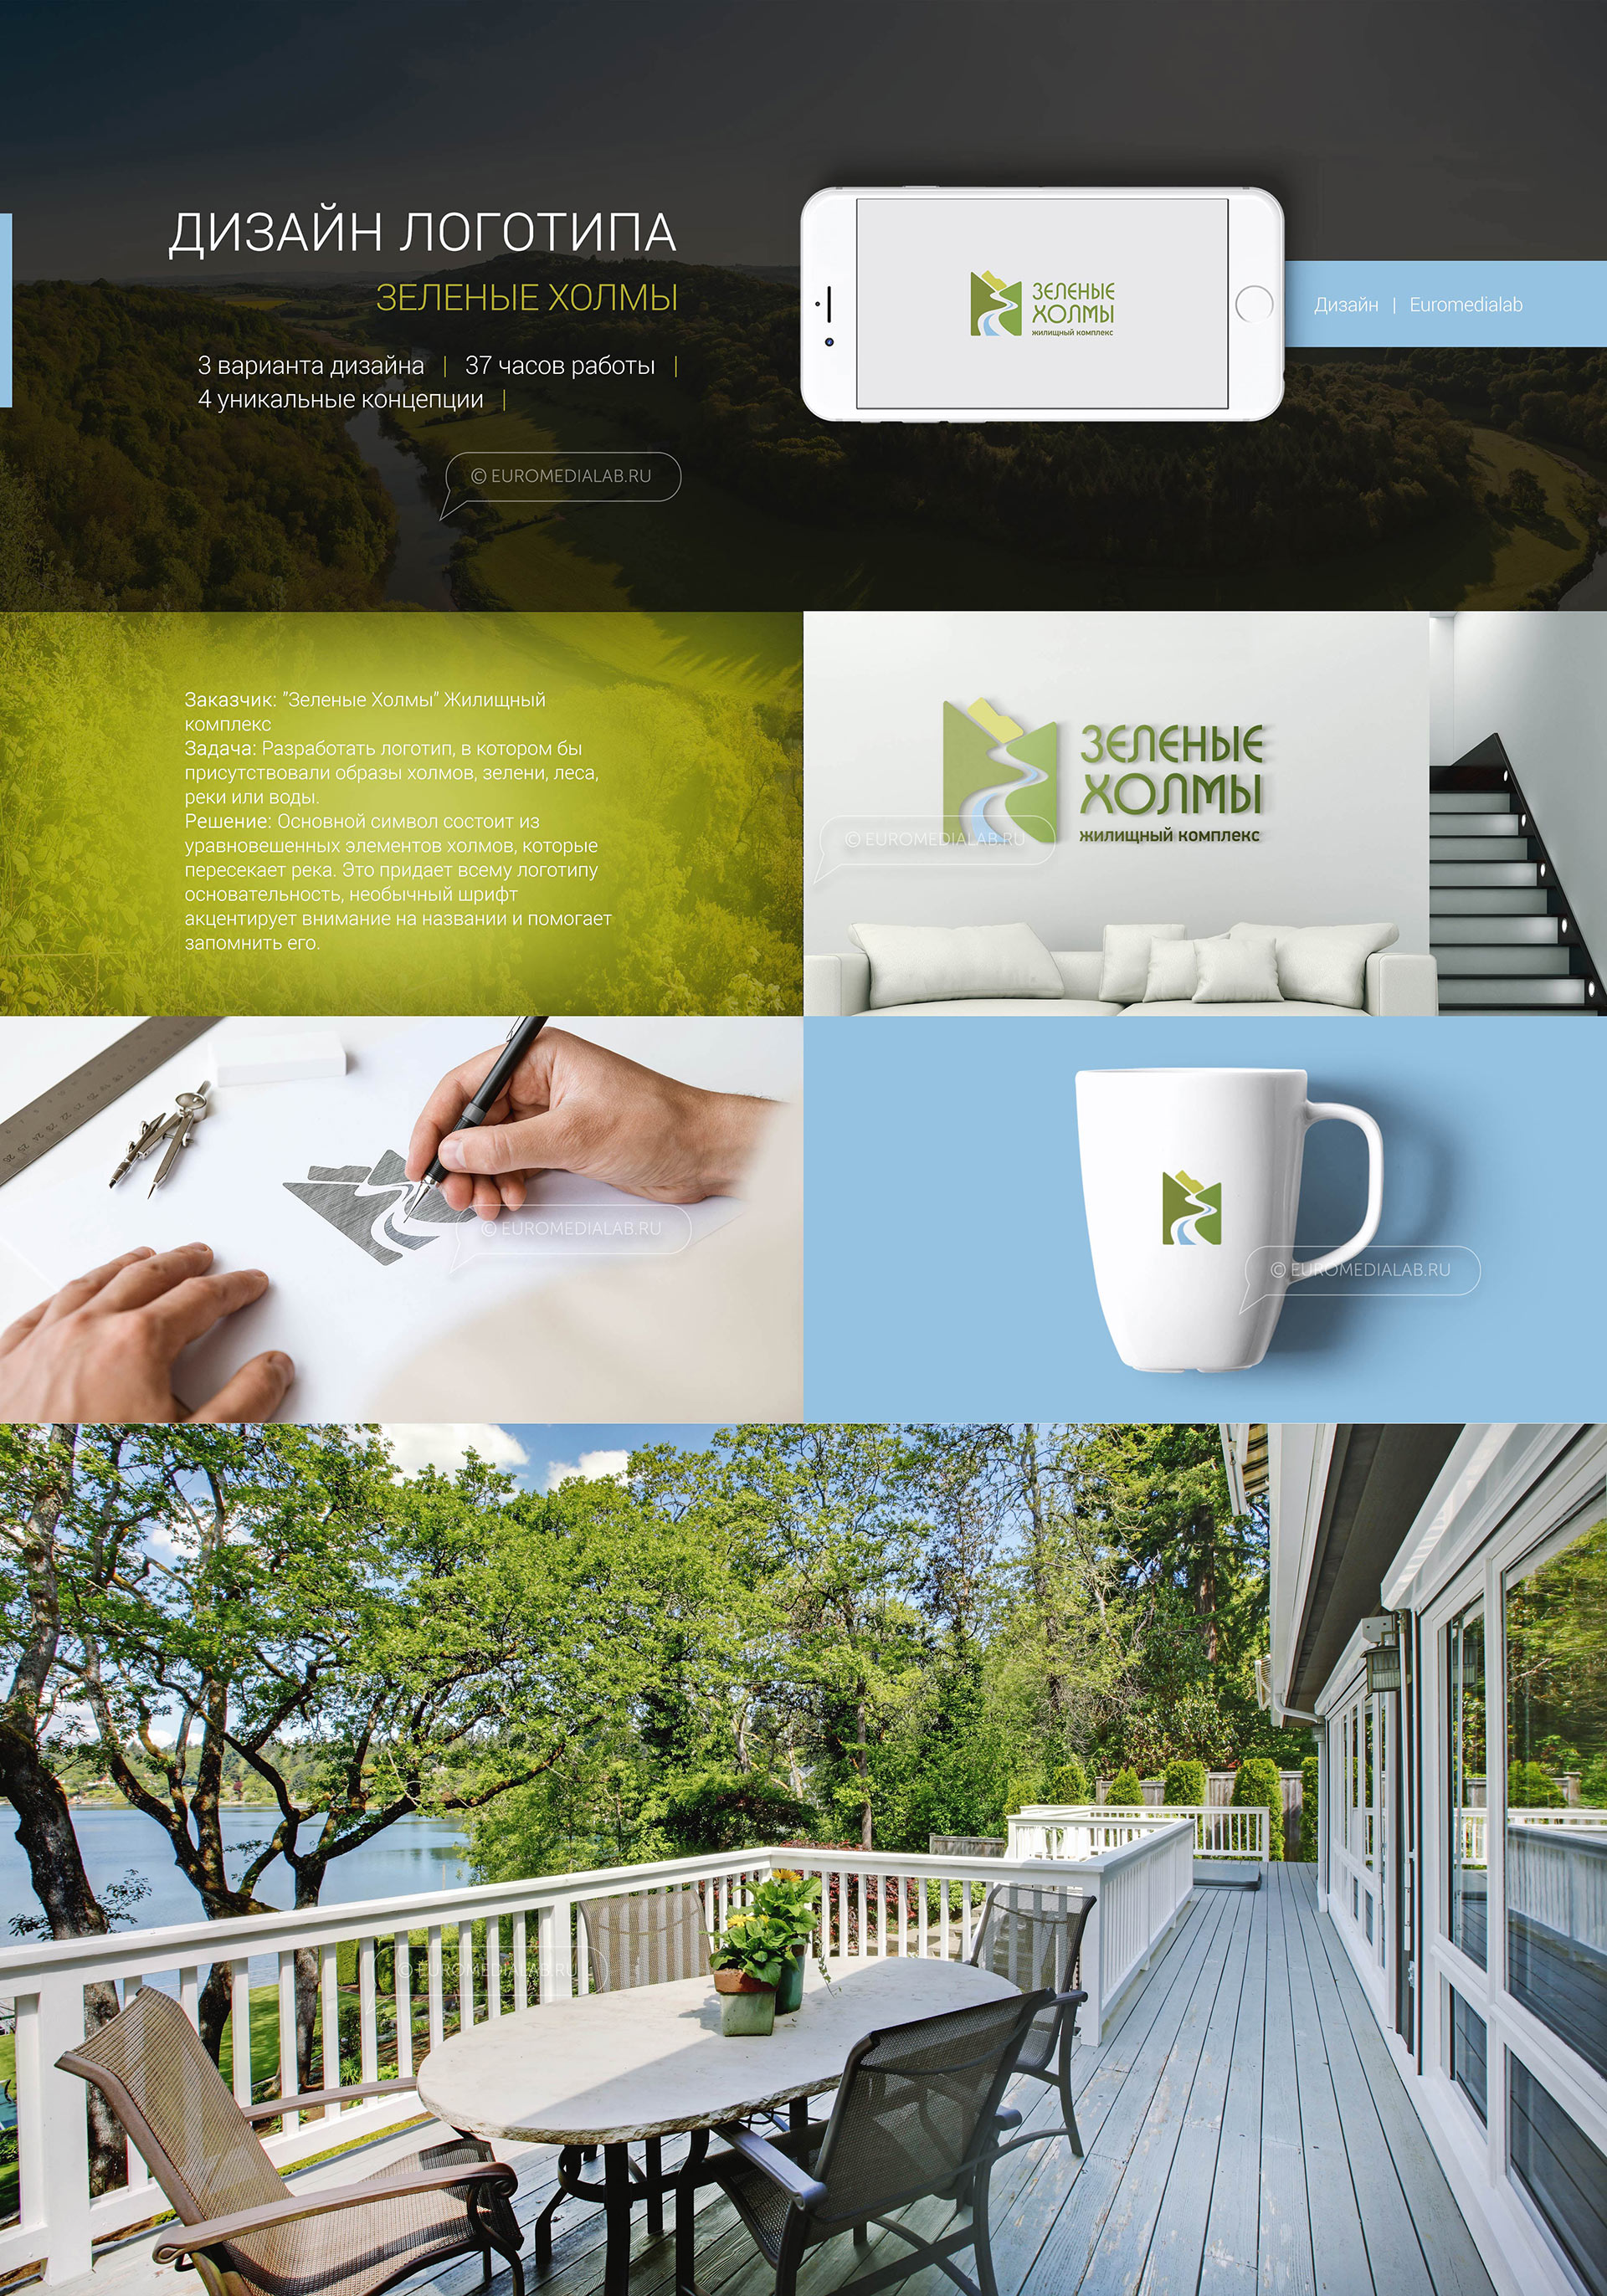 ДИЗАЙН ЛОГОТИПА
ЗЕЛЕНЫЕ ХОЛМЫ
3 варианта дизайна | 37 часов работы |
4 уникальные концепции |
© EUROMEDIALAB.RU
ЗЕЛЕНЫЕ
ХОЛМЫ
жилищный комплекс
Дизайн | Euromedialab
Заказчик: "Зеленые Холмы" Жилищный
комплекс
Задача: Разработать логотип, в котором бы
присутствовали образы холмов, зелени, леса,
реки или воды.
Решение: Основной символ состоит из
уравновешенных элементов холмов, которые
пересекает река. Это придает всему логотипу
основательность, необычный шрифт
акцентирует внимание на названии и помогает
запомнить его.
ЗЕЛЕНЫЕ
ХОЛМЫ
жилищный комплекс
© EUROMEDIALAB.RU
© EUROMEDIALAB.RU
© EUROMEDIALAB.RU
© EUROMEDIALAB.RU